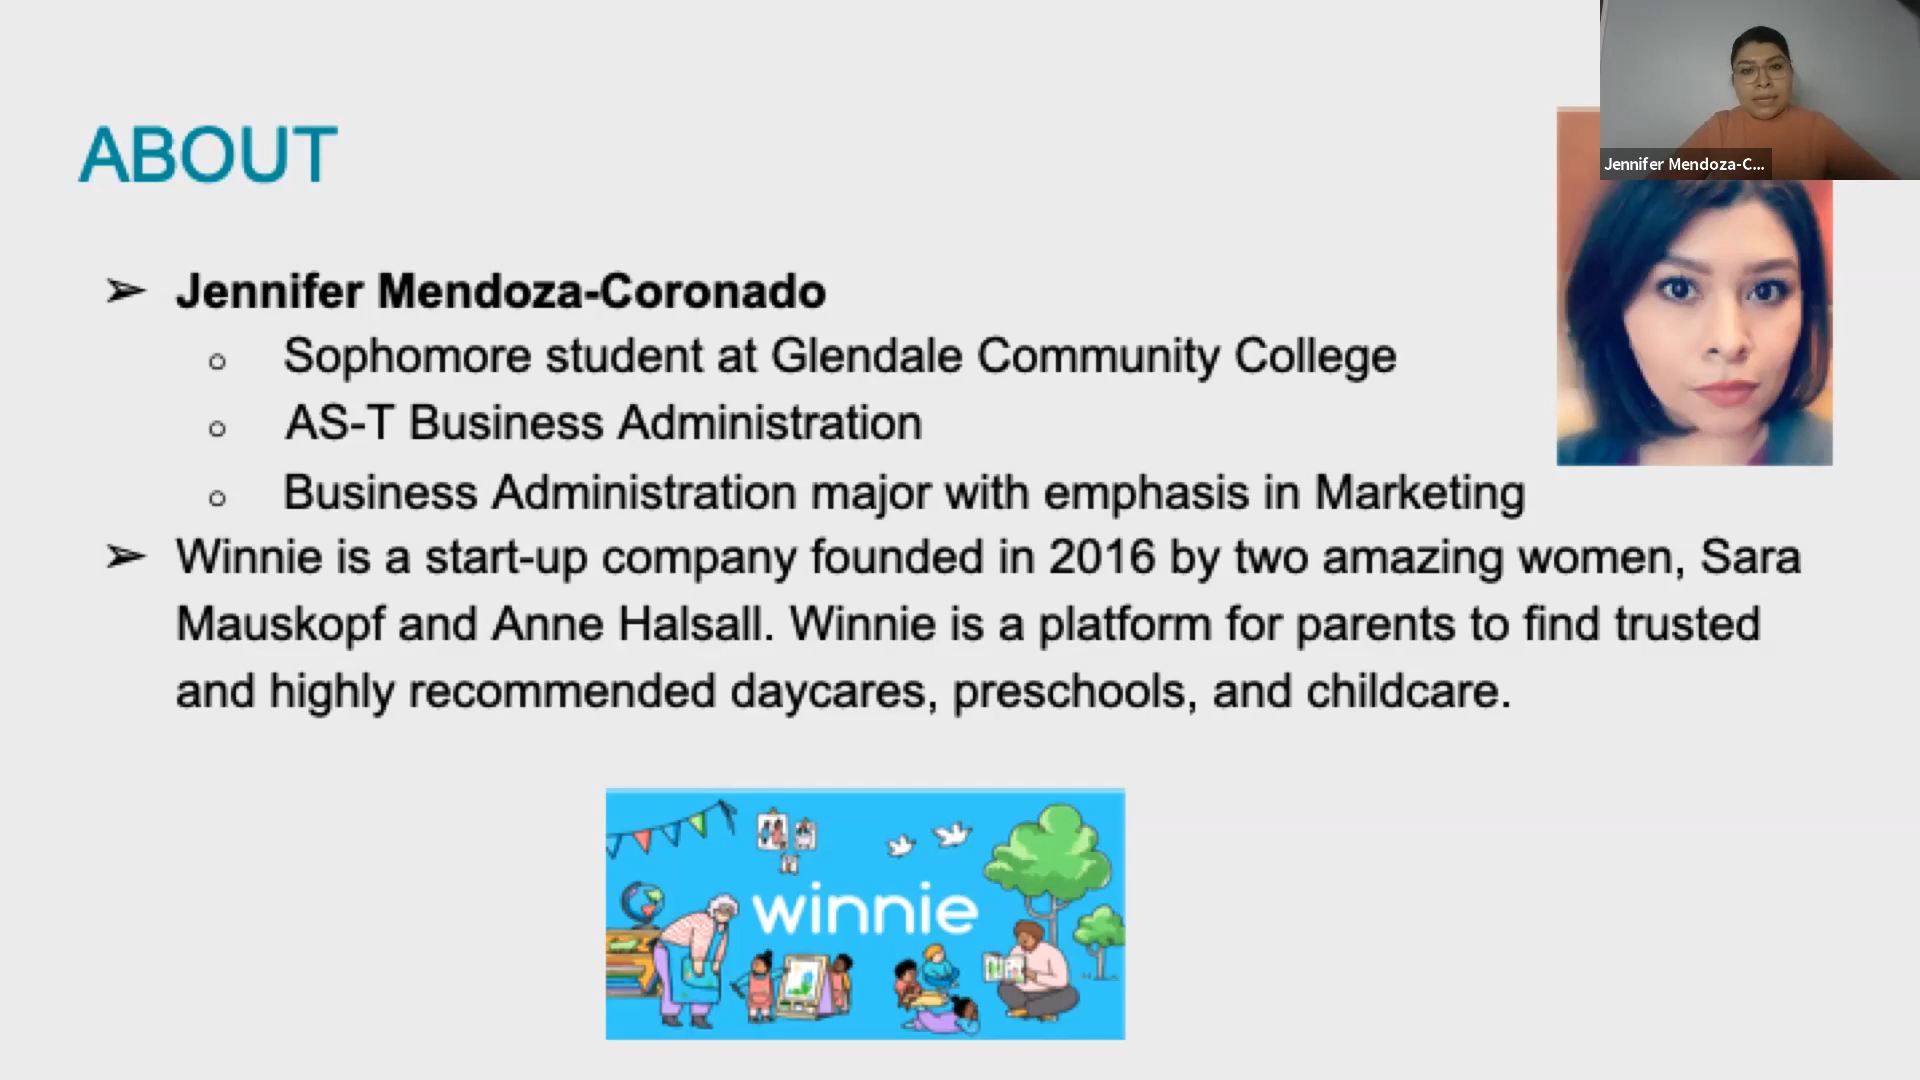 Jennifer Mendoza-C...
ABOUT
➢ Jennifer Mendoza-Coronado
○ Sophomore student at Glendale Community College
○ AS-T Business Administration
○ Business Administration major with emphasis in Marketing
➢ Winnie is a start-up company founded in 2016 by two amazing women, Sara
Mauskopf and Anne Halsall. Winnie is a platform for parents to find trusted
and highly recommended daycares, preschools, and childcare.
winnie